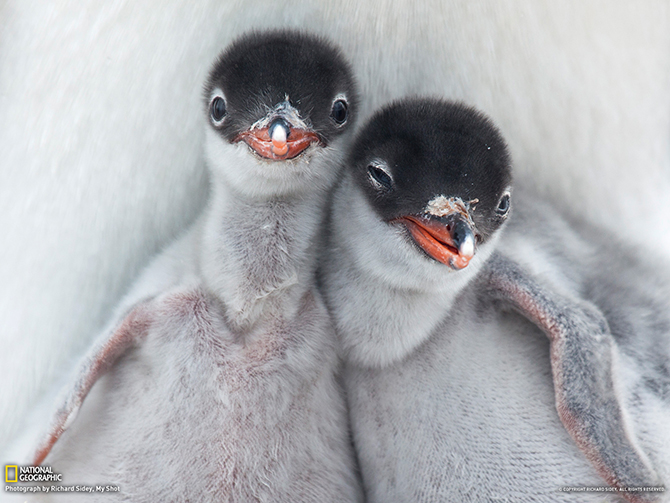 NATIONAL
GEOGRAPHIC
Photograph by Richard Sidey, My Shot
© COPYRIGHT RICHARD SIDEY. ALL RIGHTS RESERVED.